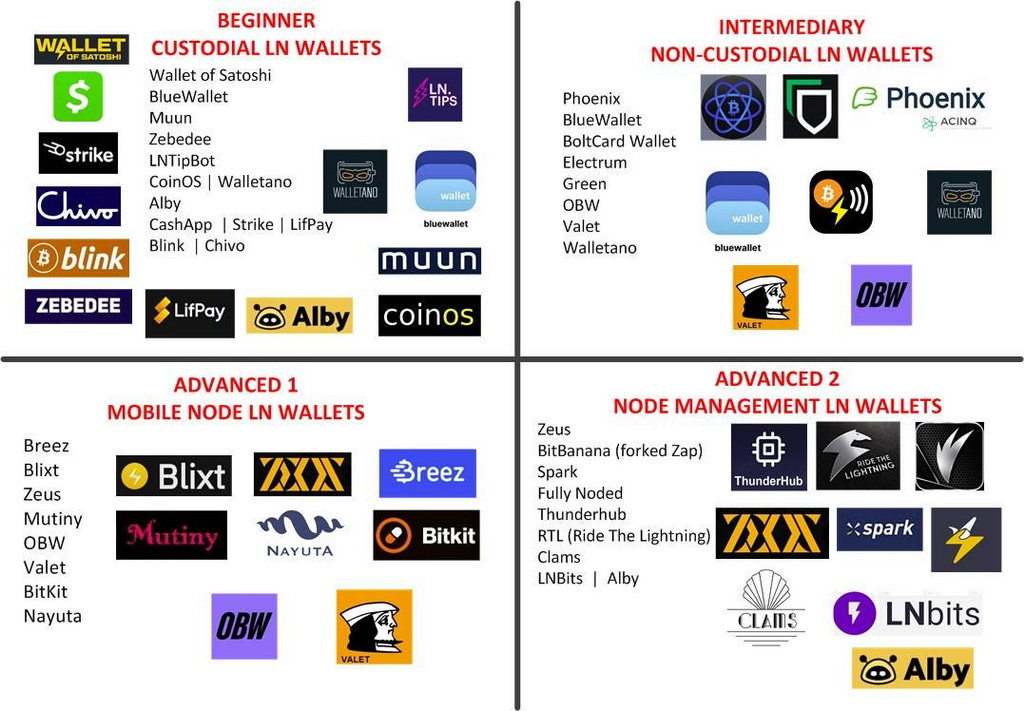 BEGINNER
CUSTODIAL LN WALLETS
WALLET
OF SATOSHI
$
strike
Chivo
blink
ZEBEDEE
LifPay
Alby
Wallet of Satoshi
BlueWallet
Muun
Zebedee
LNTipBot
CoinOS | Walletano
Alby
CashApp | Strike | LifPay
Blink | Chivo
LN.
TIPS
WALLETANO
wallet
bluewallet
muun
coinos
INTERMEDIARY
NON-CUSTODIAL LN WALLETS
Phoenix
BlueWallet
BoltCard Wallet
Electrum
Green
OBW
Valet
Walletano
Phoenix
ACINQ
wallet
bluewallet
WALLETANO
VALET
OBW
ADVANCED 1
MOBILE NODE LN WALLETS
Breez
Blixt
Zeus
Mutiny
OBW
Valet
BitKit
Nayuta
Blixt
Breez
Mutiny
NAYUTA
Bitkit
OBW
VALET
ADVANCED 2
NODE MANAGEMENT LN WALLETS
Zeus
BitBanana (forked Zap)
Spark
Fully Noded
Thunderhub
RTL (Ride The Lightning)
Clams
LNBits | Alby
ThunderHub
RIDE THE
LIGHTNING
spark
CLAMS
LNbits
Alby